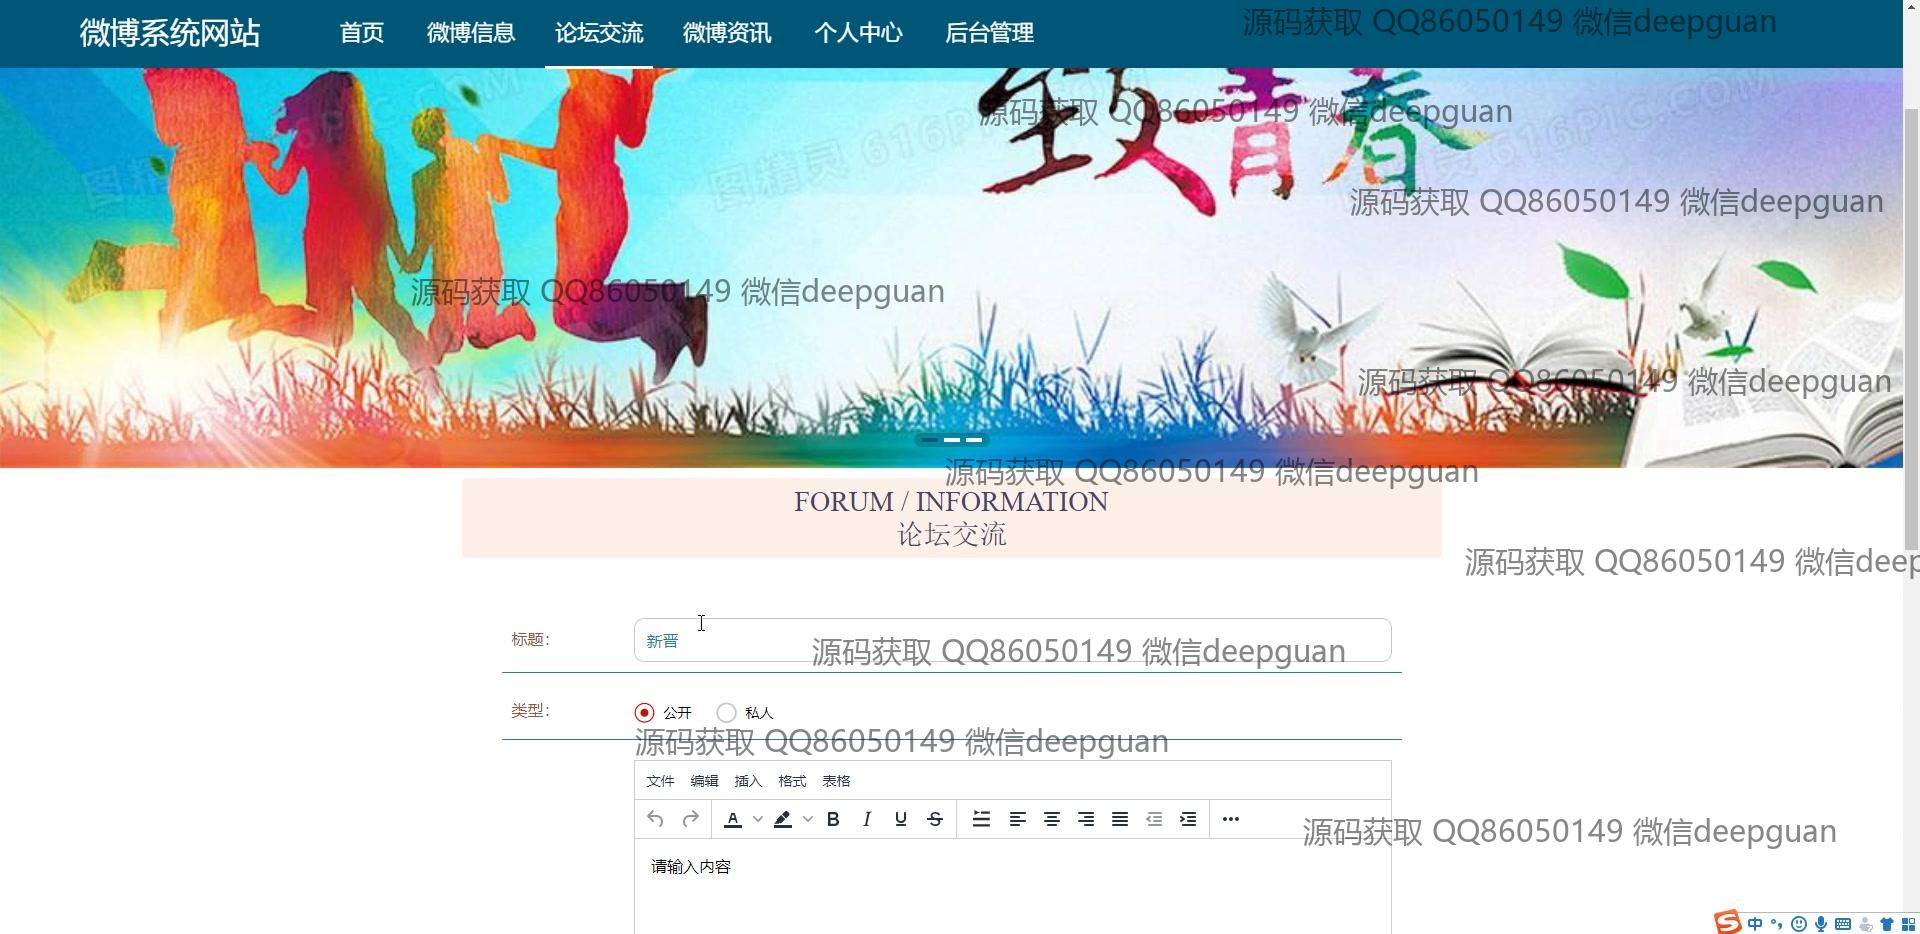 微博系统网站 首页 微博信息 论坛交流 微博资讯 个人中心 后台管理
源码获取 QQ86050149 微信deepguan
致青春
源码获取 QQ86050149 微信deepguan
源码获取 QQ86050149 微信deepguan
源码获取 QQ86050149 微信deepguan
源码获取 QQ86050149 微信deepguan
源码获取 QQ86050149 微信deepguan
FORUM / INFORMATION
论坛交流
源码获取 QQ86050149 微信deep
标题： 新晋
源码获取 QQ86050149 微信deepguan
类型： 公开 私人
源码获取 QQ86050149 微信deepguan
文件 编辑 插入 格式 表格
源码获取 QQ86050149 微信deepguan
请输入内容
中